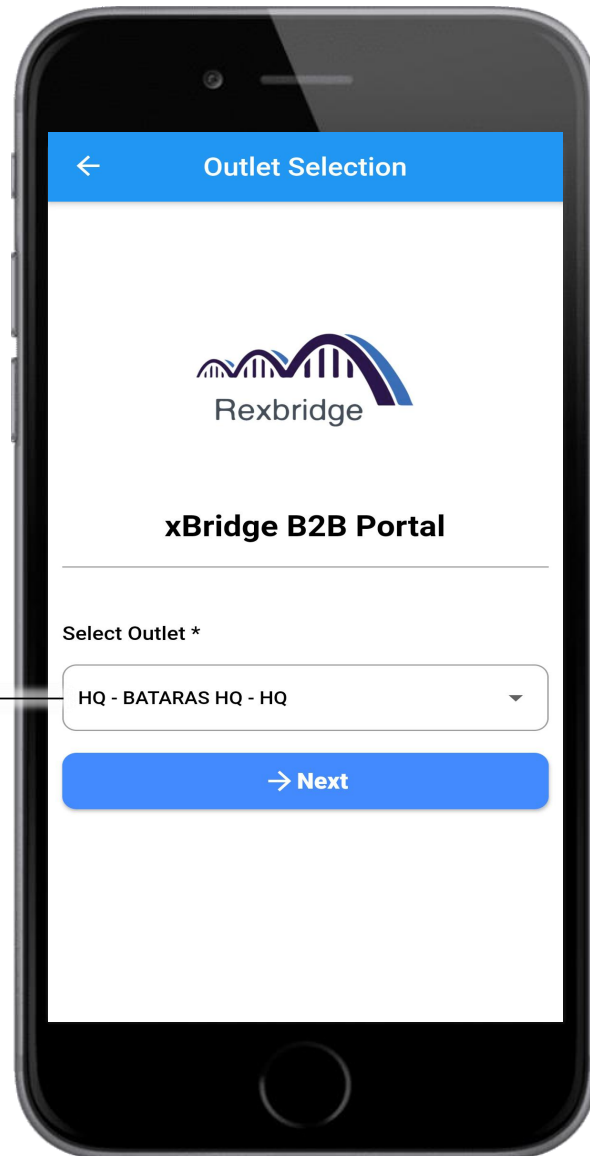 Outlet Selection
Rexbridge
xBridge B2B Portal
Select Outlet *
HQ - BATARAS HQ - HQ
Next